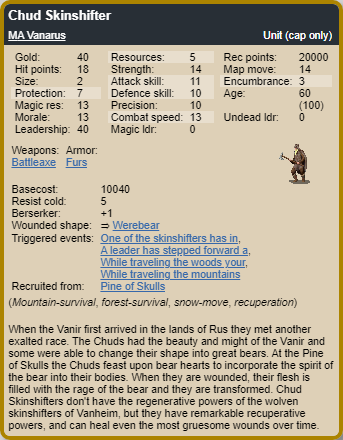 Chud Skinshifter
MA Vanarus Unit (cap only)
Gold: 40 Resources: 5 Rec points: 20000
Hit points: 18 Strength: 14 Map move: 14
Size: 2 Attack skill: 11 Encumbrance: 3
Protection: 7 Defence skill: 10 Age: 60
Magic res: 13 Precision: 10 (100)
Morale: 13 Combat speed: 13 Undead ldr: 0
Leadership: 40 Magic ldr: 0
Weapons: Armor:
Battleaxe Furs
Basecost: 10040
Resist cold: 5
Berserker: +1
Wounded shape: ⇒ Werebear
Triggered events: One of the skinshifters has in,
A leader has stepped forward a,
While traveling the woods your,
While traveling the mountains
Recruited from: Pine of Skulls
(Mountain-survival, forest-survival, snow-move, recuperation)
When the Vanir first arrived in the lands of Rus they met another
exalted race. The Chuds had the beauty and might of the Vanir and
some were able to change their shape into great bears. At the Pine
of Skulls the Chuds feast upon bear hearts to incorporate the spirit of
the bear into their bodies. When they are wounded, their flesh is
filled with the rage of the bear and they are transformed. Chud
Skinshifters don't have the regenerative powers of the wolven
skinshifters of Vanheim, but they have remarkable recuperative
powers, and can heal even the most gruesome wounds over time.